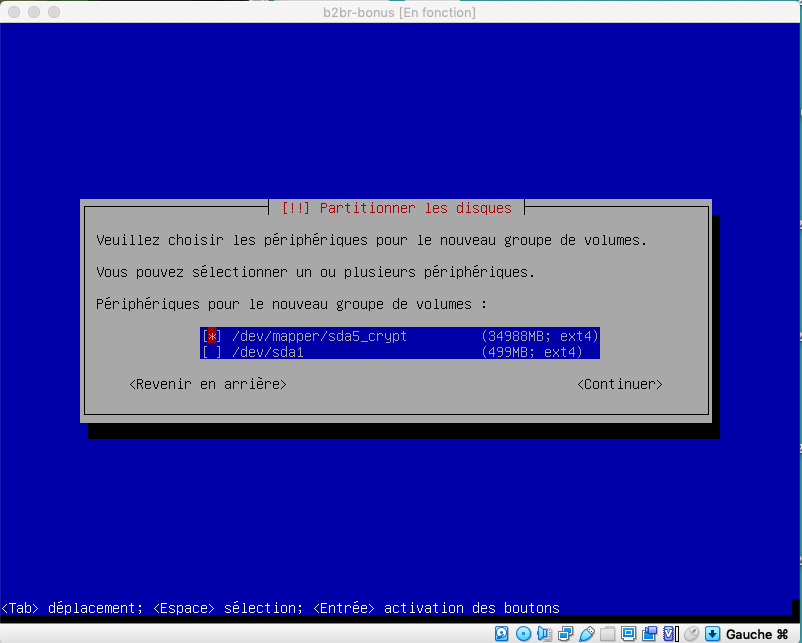 b2br-bonus [En fonction]
[!!] Partitionner les disques
Veuillez choisir les périphériques pour le nouveau groupe de volumes.
Vous pouvez sélectionner un ou plusieurs périphériques.
Périphériques pour le nouveau groupe de volumes :
[*] /dev/mapper/sda5_crypt (34988MB; ext4)
[ ] /dev/sda1 (499MB; ext4)
<Revenir en arrière> <Continuer>
<Tab> déplacement; <Espace> sélection; <Entrée> activation des boutons
Gauche ⌘